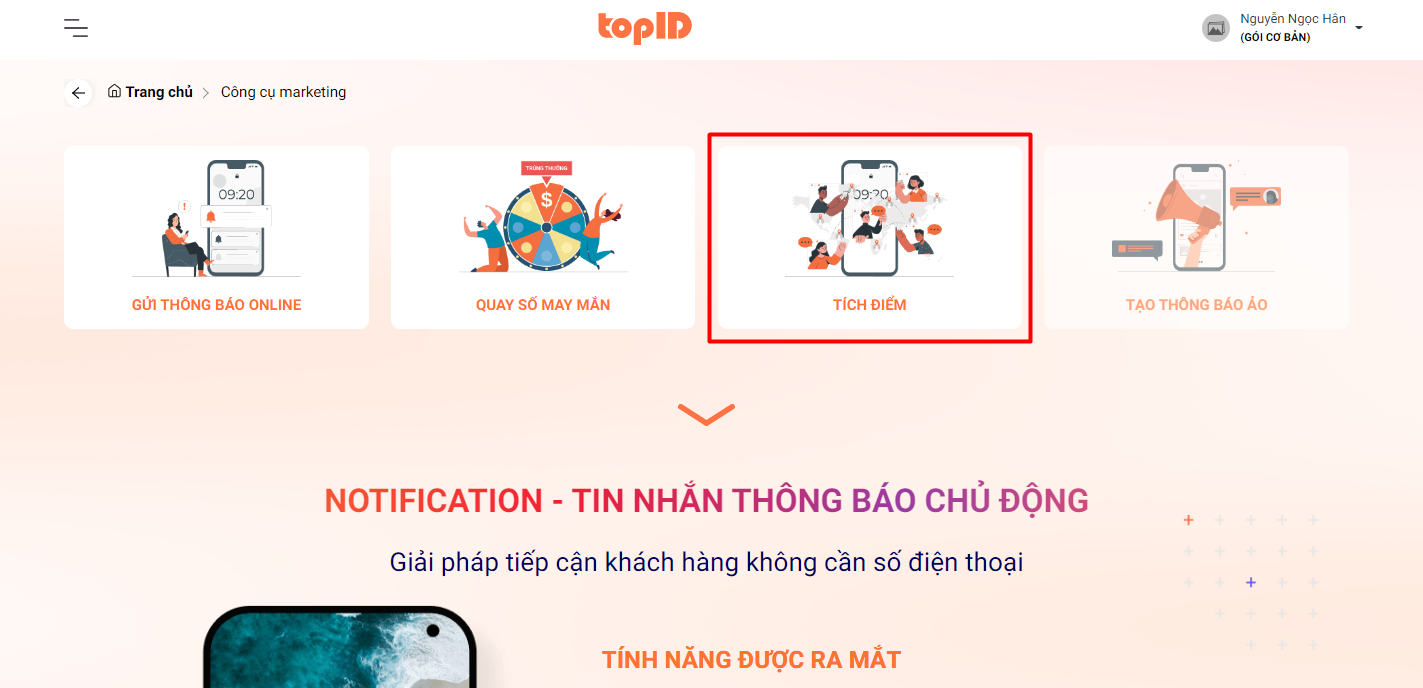 topID
Nguyễn Ngọc Hân
(GÓI CƠ BẢN)
Trang chủ > Công cụ marketing
09:20
GỬI THÔNG BÁO ONLINE
TRÚNG THƯỞNG
$
QUAY SỐ MAY MẮN
09:20
TÍCH ĐIỂM
TẠO THÔNG BÁO ẢO
NOTIFICATION - TIN NHẮN THÔNG BÁO CHỦ ĐỘNG
Giải pháp tiếp cận khách hàng không cần số điện thoại
TÍNH NĂNG ĐƯỢC RA MẮT